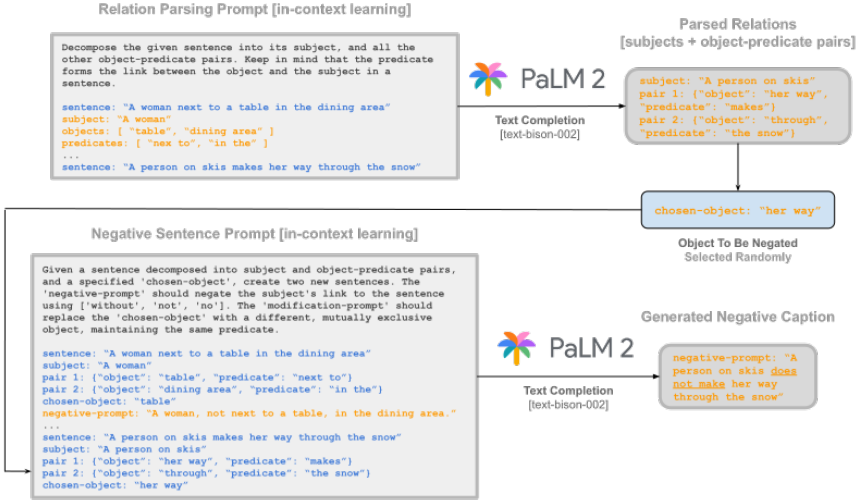 Relation Parsing Prompt [in-context learning]
Decompose the given sentence into its subject, and all the
other object-predicate pairs. Keep in mind that the predicate
forms the link between the object and the subject in a
sentence.
sentence: “A woman next to a table in the dining area”
subject: “A woman”
objects: [ “table”, “dining area” ]
predicates: [ “nex to”, “in the” ]
...
sentence: “A person on skis makes her way through the snow”
PaLM 2
Text Completion
[text-bison-002]
Parsed Relations
[subjects + object-predicate pairs]
subject: “A person on skis”
pair 1: {“object”: “her way”,
“predicate”: “makes”}
pair 2: {“object”: “through”,
“predicate”: “the snow”}
chosen-object: “her way”
Object To Be Negated
Selected Randomly
Negative Sentence Prompt [in-context learning]
Given a sentence decomposed into subject and object-predicate pairs,
and a specified 'chosen-object', create two new sentences. The
'negative-prompt' should negate the subject's link to the sentence
using ['without', 'not', 'no']. The 'modification-prompt' should
replace the 'chosen-object' with a different, mutually exclusive
object, maintaining the same predicate.
sentence: “A woman next to a table in the dining area”
subject: “A woman”
pair 1: {“object”: “table”, “predicate”: “next to”}
pair 2: {“object”: “dining area”, “predicate”: “in the”}
chosen-object: “table”
negative-prompt: “A woman, not next to a table, in the dining area.”
...
sentence: “A person on skis makes her way through the snow”
subject: “A person on skis”
pair 1: {“object”: “her way”, “predicate”: “makes”}
pair 2: {“object”: “through”, “predicate”: “the snow”}
chosen-object: “her way”
PaLM 2
Text Completion
[text-bison-002]
Generated Negative Caption
negative-prompt: “A
person on skis does
not make her way
through the snow”